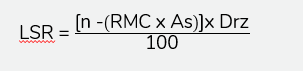 LSR = [n -(RMC x As)]x Drz
100